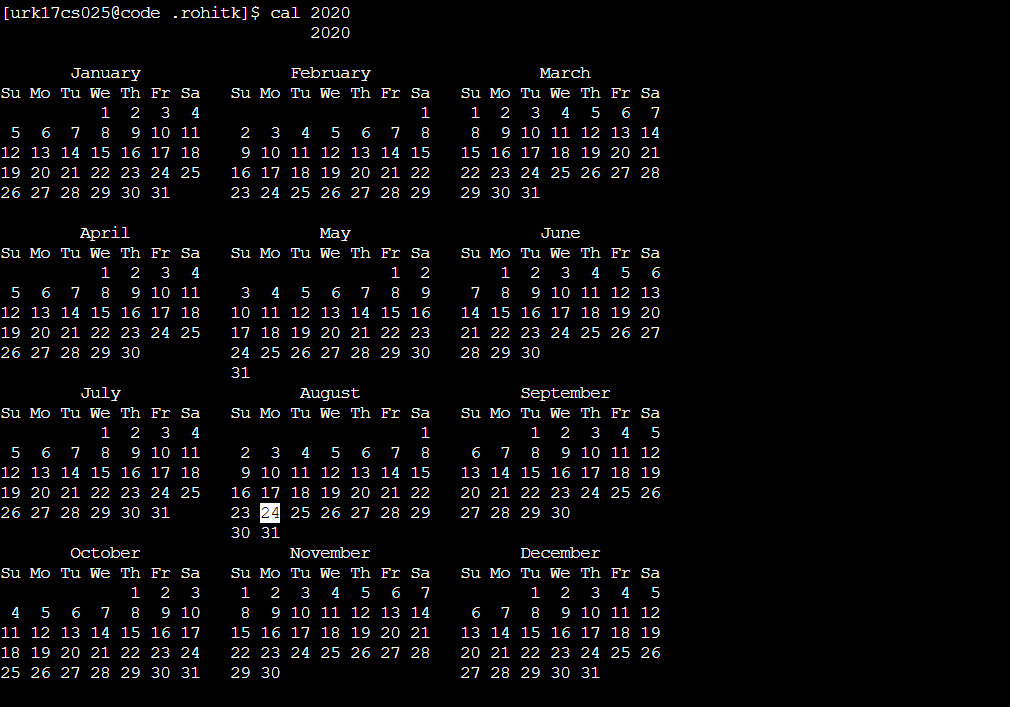 [urk17cs025@code .rohitk]$ cal 2020
                               2020

       January               February                 March
Su Mo Tu We Th Fr Sa   Su Mo Tu We Th Fr Sa   Su Mo Tu We Th Fr Sa
          1  2  3  4                      1    1  2  3  4  5  6  7
 5  6  7  8  9 10 11    2  3  4  5  6  7  8    8  9 10 11 12 13 14
12 13 14 15 16 17 18    9 10 11 12 13 14 15   15 16 17 18 19 20 21
19 20 21 22 23 24 25   16 17 18 19 20 21 22   22 23 24 25 26 27 28
26 27 28 29 30 31      23 24 25 26 27 28 29   29 30 31

        April                   May                   June
Su Mo Tu We Th Fr Sa   Su Mo Tu We Th Fr Sa   Su Mo Tu We Th Fr Sa
          1  2  3  4                   1  2       1  2  3  4  5  6
 5  6  7  8  9 10 11    3  4  5  6  7  8  9    7  8  9 10 11 12 13
12 13 14 15 16 17 18   10 11 12 13 14 15 16   14 15 16 17 18 19 20
19 20 21 22 23 24 25   17 18 19 20 21 22 23   21 22 23 24 25 26 27
26 27 28 29 30         24 25 26 27 28 29 30   28 29 30
                       31
        July                  August                September
Su Mo Tu We Th Fr Sa   Su Mo Tu We Th Fr Sa   Su Mo Tu We Th Fr Sa
          1  2  3  4                      1          1  2  3  4  5
 5  6  7  8  9 10 11    2  3  4  5  6  7  8    6  7  8  9 10 11 12
12 13 14 15 16 17 18    9 10 11 12 13 14 15   13 14 15 16 17 18 19
19 20 21 22 23 24 25   16 17 18 19 20 21 22   20 21 22 23 24 25 26
26 27 28 29 30 31      23 24 25 26 27 28 29   27 28 29 30
                       30 31
       October               November               December
Su Mo Tu We Th Fr Sa   Su Mo Tu We Th Fr Sa   Su Mo Tu We Th Fr Sa
             1  2  3    1  2  3  4  5  6  7          1  2  3  4  5
 4  5  6  7  8  9 10    8  9 10 11 12 13 14    6  7  8  9 10 11 12
11 12 13 14 15 16 17   15 16 17 18 19 20 21   13 14 15 16 17 18 19
18 19 20 21 22 23 24   22 23 24 25 26 27 28   20 21 22 23 24 25 26
25 26 27 28 29 30 31   29 30                  27 28 29 30 31